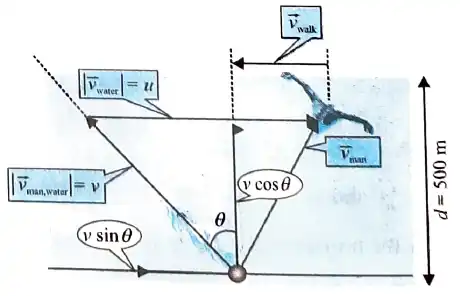 v⃗walk
|v⃗water| = u
v⃗man
|v⃗man,water| = v
v cos θ
θ
v sin θ
d = 500 m